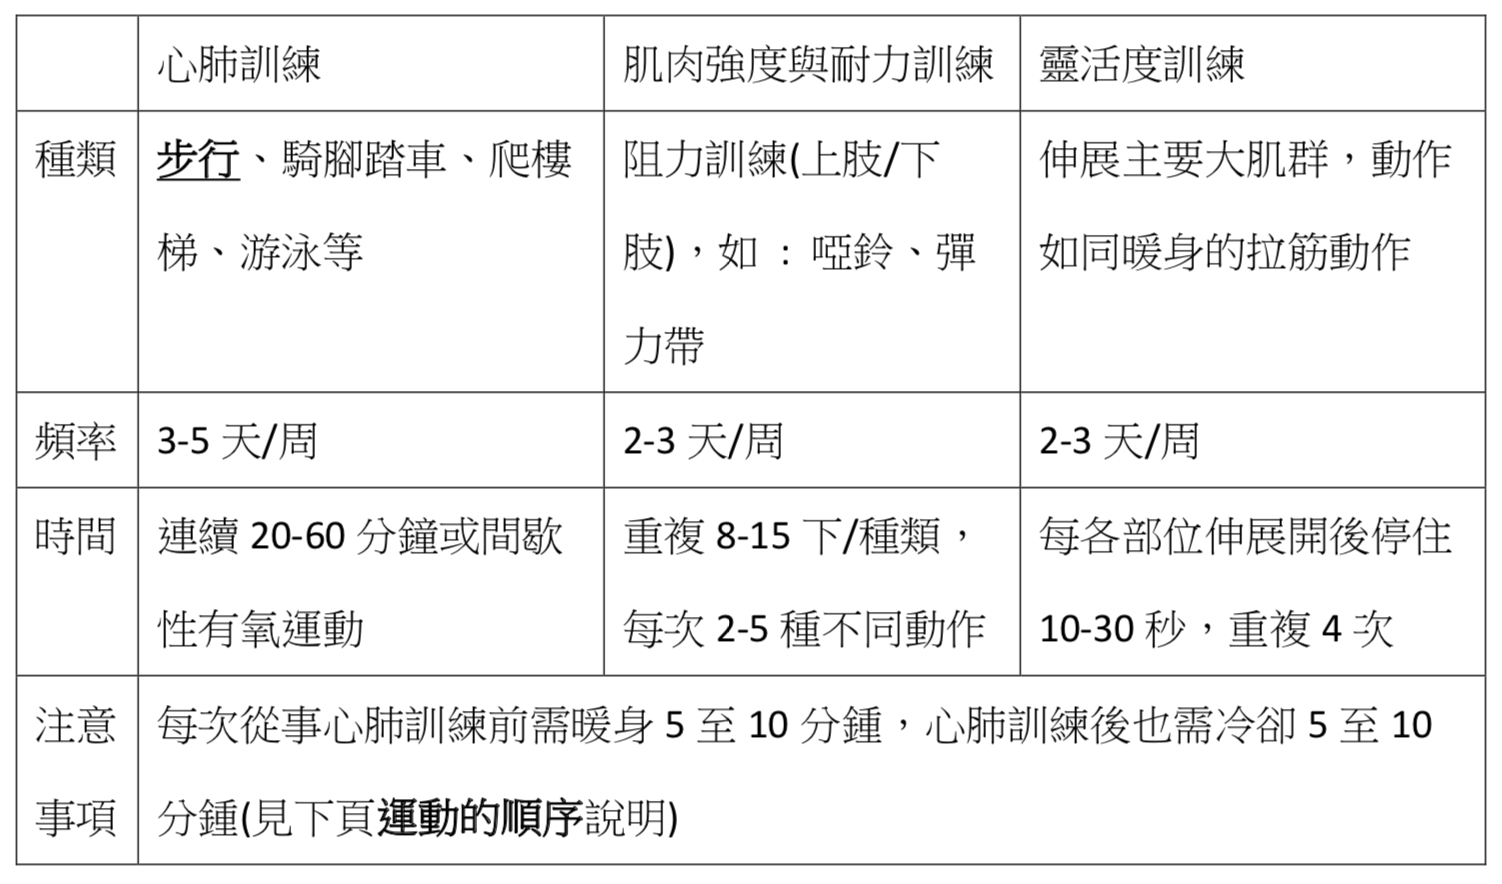 心肺訓練
肌肉強度與耐力訓練
靈活度訓練
種類
步行、騎腳踏車、爬樓
梯、游泳等
阻力訓練(上肢/下
肢)，如 : 啞鈴、彈
力帶
伸展主要大肌群，動作
如同暖身的拉筋動作
頻率
3-5 天/周
2-3 天/周
2-3 天/周
時間
連續 20-60 分鐘或間歇
性有氧運動
重複 8-15 下/種類，
每次 2-5 種不同動作
每各部位伸展開後停住
10-30 秒，重複 4 次
注意
事項
每次從事心肺訓練前需暖身 5 至 10 分鍾，心肺訓練後也需冷卻 5 至 10
分鍾(見下頁運動的順序說明)